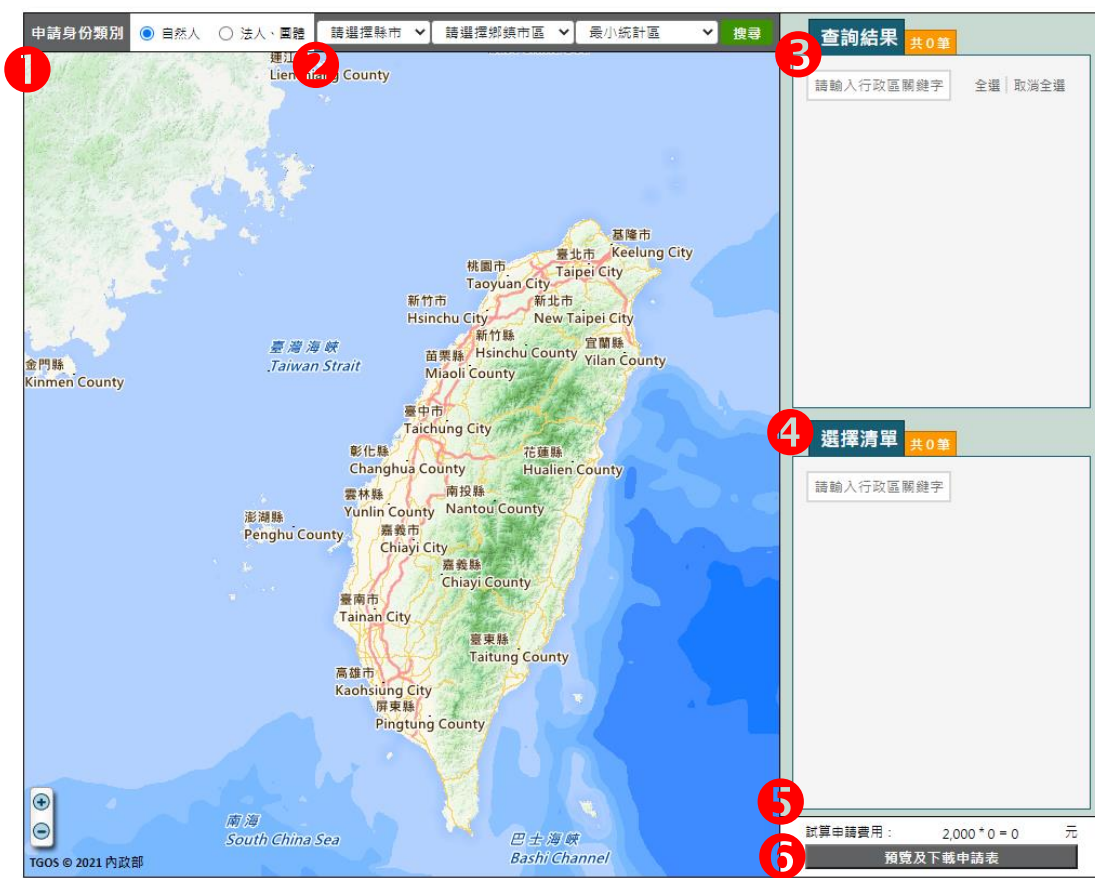 申請身份類別 自然人 法人、團體 請選擇縣市 請選擇鄉鎮市區 最小統計區 搜尋
1
2
3
查詢結果 共0筆
請輸入行政區關鍵字 全選 取消全選
連江
County
基隆市
Keelung City
臺北市
Taipei City
桃園市
Taoyuan City
新竹市
Hsinchu City
新北市
New Taipei City
新竹縣
Hsinchu County
宜蘭縣
Yilan County
臺灣海峽
Taiwan Strait
苗栗縣
Miaoli County
金門縣
Kinmen County
臺中市
Taichung City
4
選擇清單 共0筆
請輸入行政區關鍵字
彰化縣
Changhua County
花蓮縣
Hualien County
雲林縣
Yunlin County
南投縣
Nantou County
澎湖縣
Penghu County
嘉義市
Chiayi City
嘉義縣
Chiayi County
臺南市
Tainan City
臺東縣
Taitung County
高雄市
Kaohsiung City
屏東縣
Pingtung County
南海
South China Sea
巴士海峽
Bashi Channel
TGOS © 2021 內政部
5
試算申請費用： 2,000 * 0 = 0 元
6
預覽及下載申請表